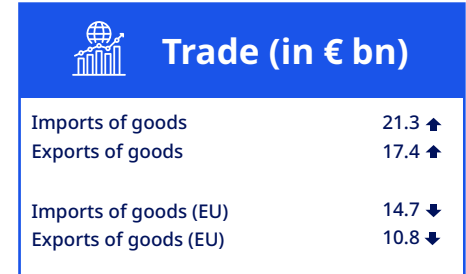 Trade (in € bn)
Imports of goods 21.3
Exports of goods 17.4
Imports of goods (EU) 14.7
Exports of goods (EU) 10.8